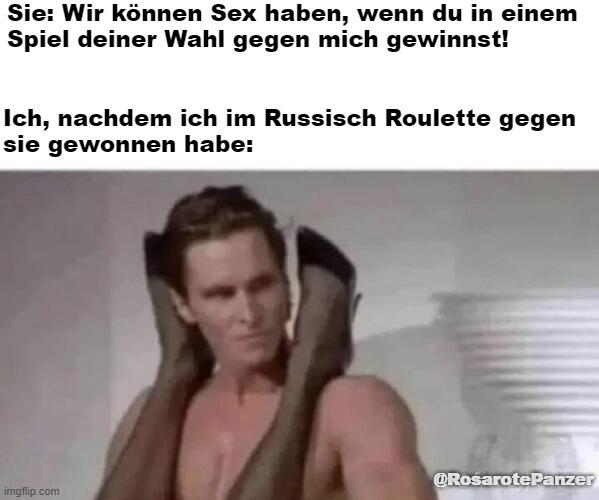 Sie: Wir können Sex haben, wenn du in einem
Spiel deiner Wahl gegen mich gewinnst!
Ich, nachdem ich im Russisch Roulette gegen
sie gewonnen habe:
@RosarotePanzer
imgflip.com